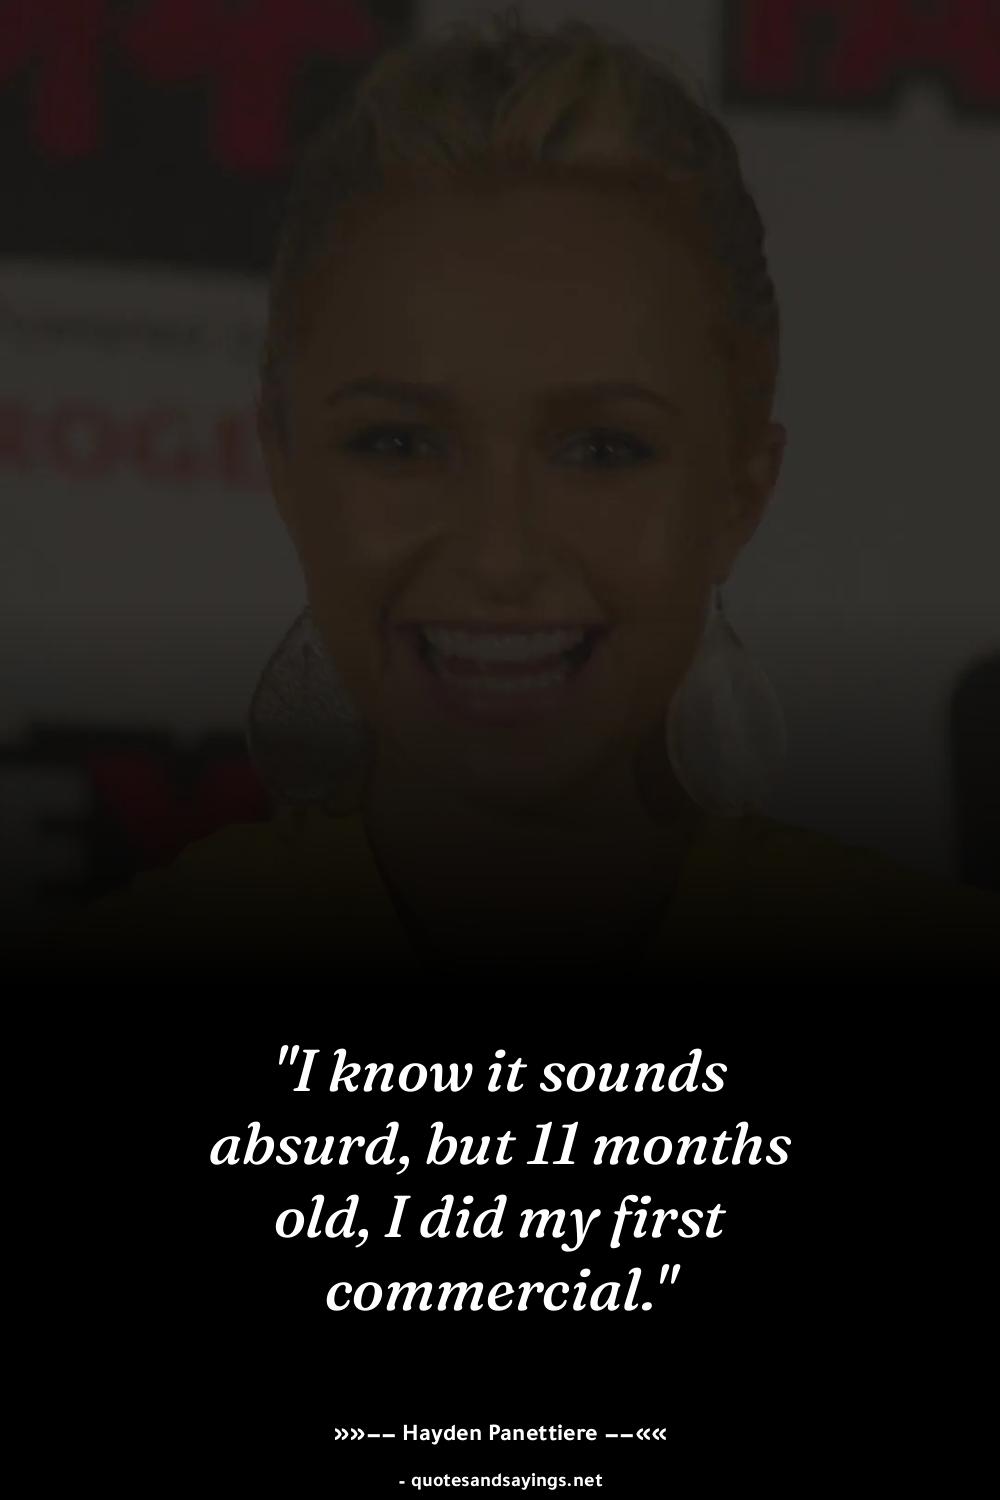 "I know it sounds
absurd, but 11 months
old, I did my first
commercial."
»»–– Hayden Panettiere ––««
- quotesandsayings.net